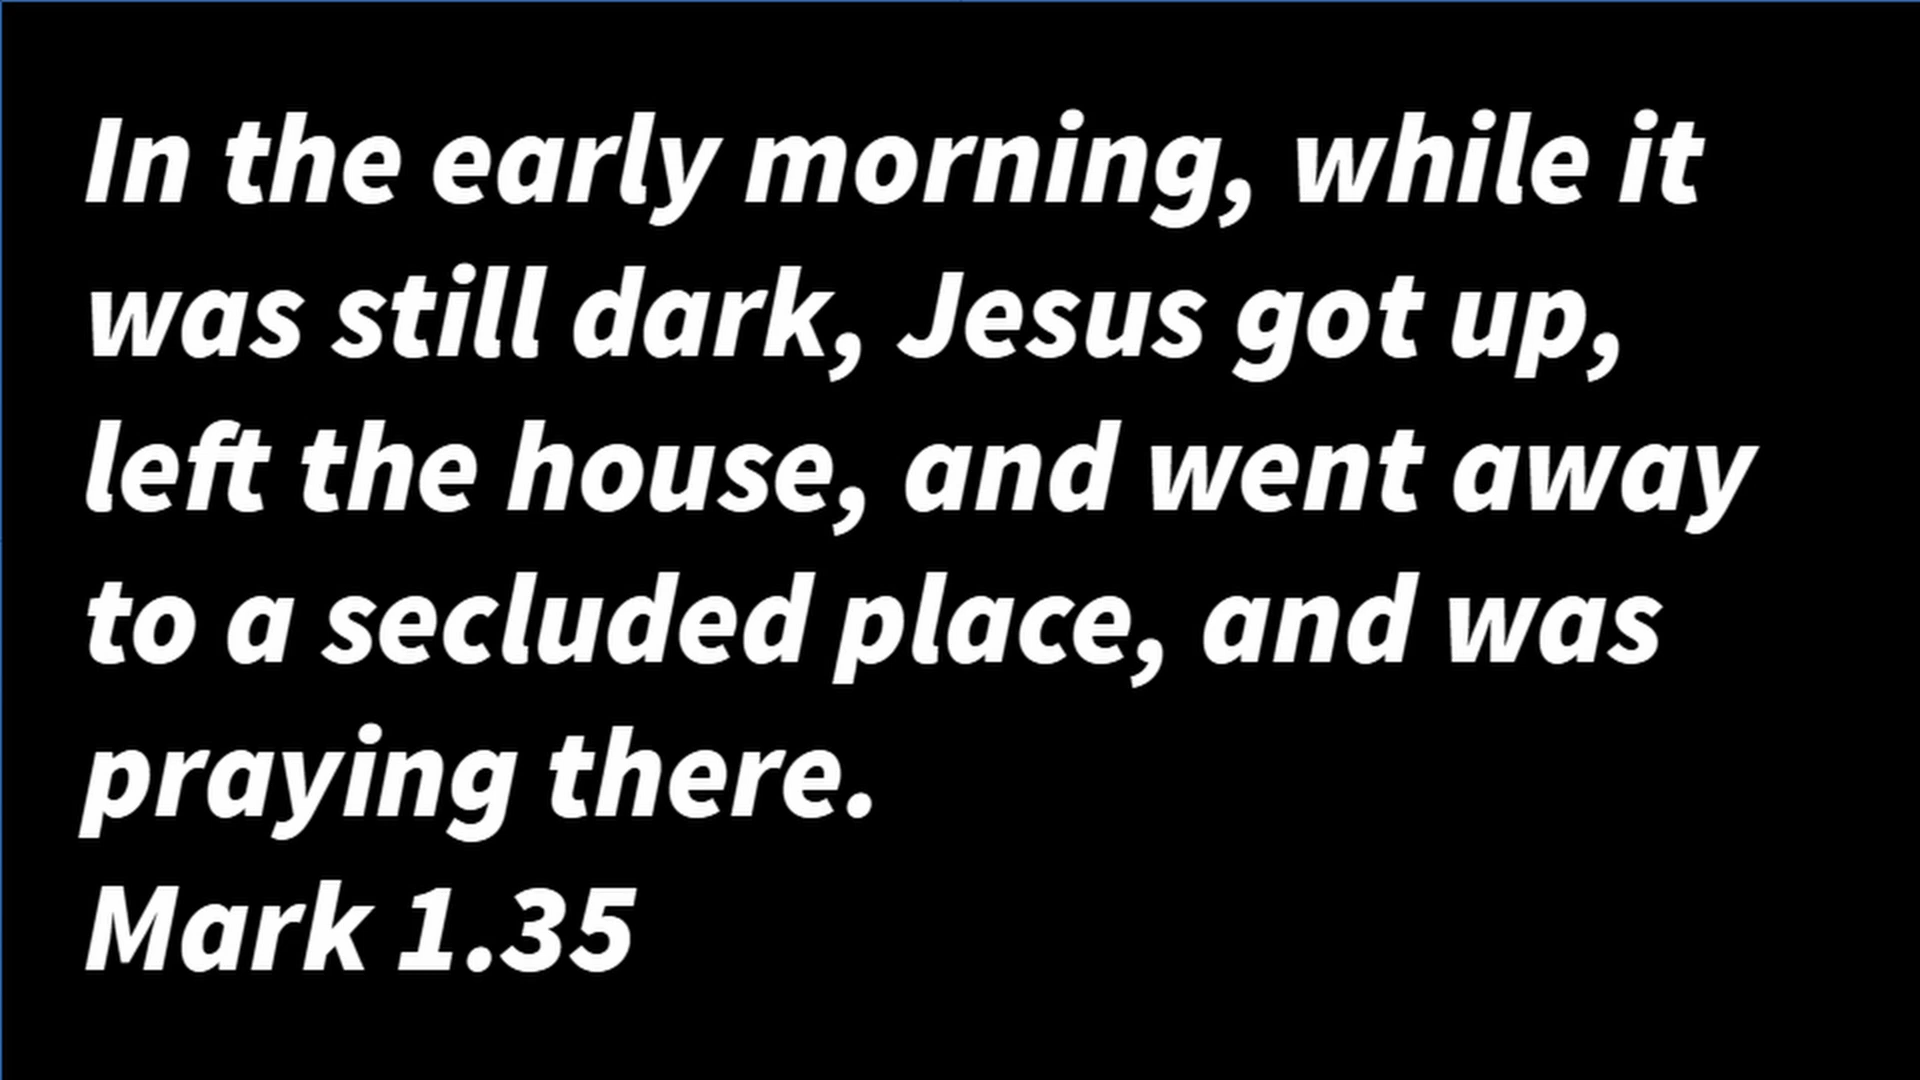 In the early morning, while it
was still dark, Jesus got up,
left the house, and went away
to a secluded place, and was
praying there.
Mark 1.35